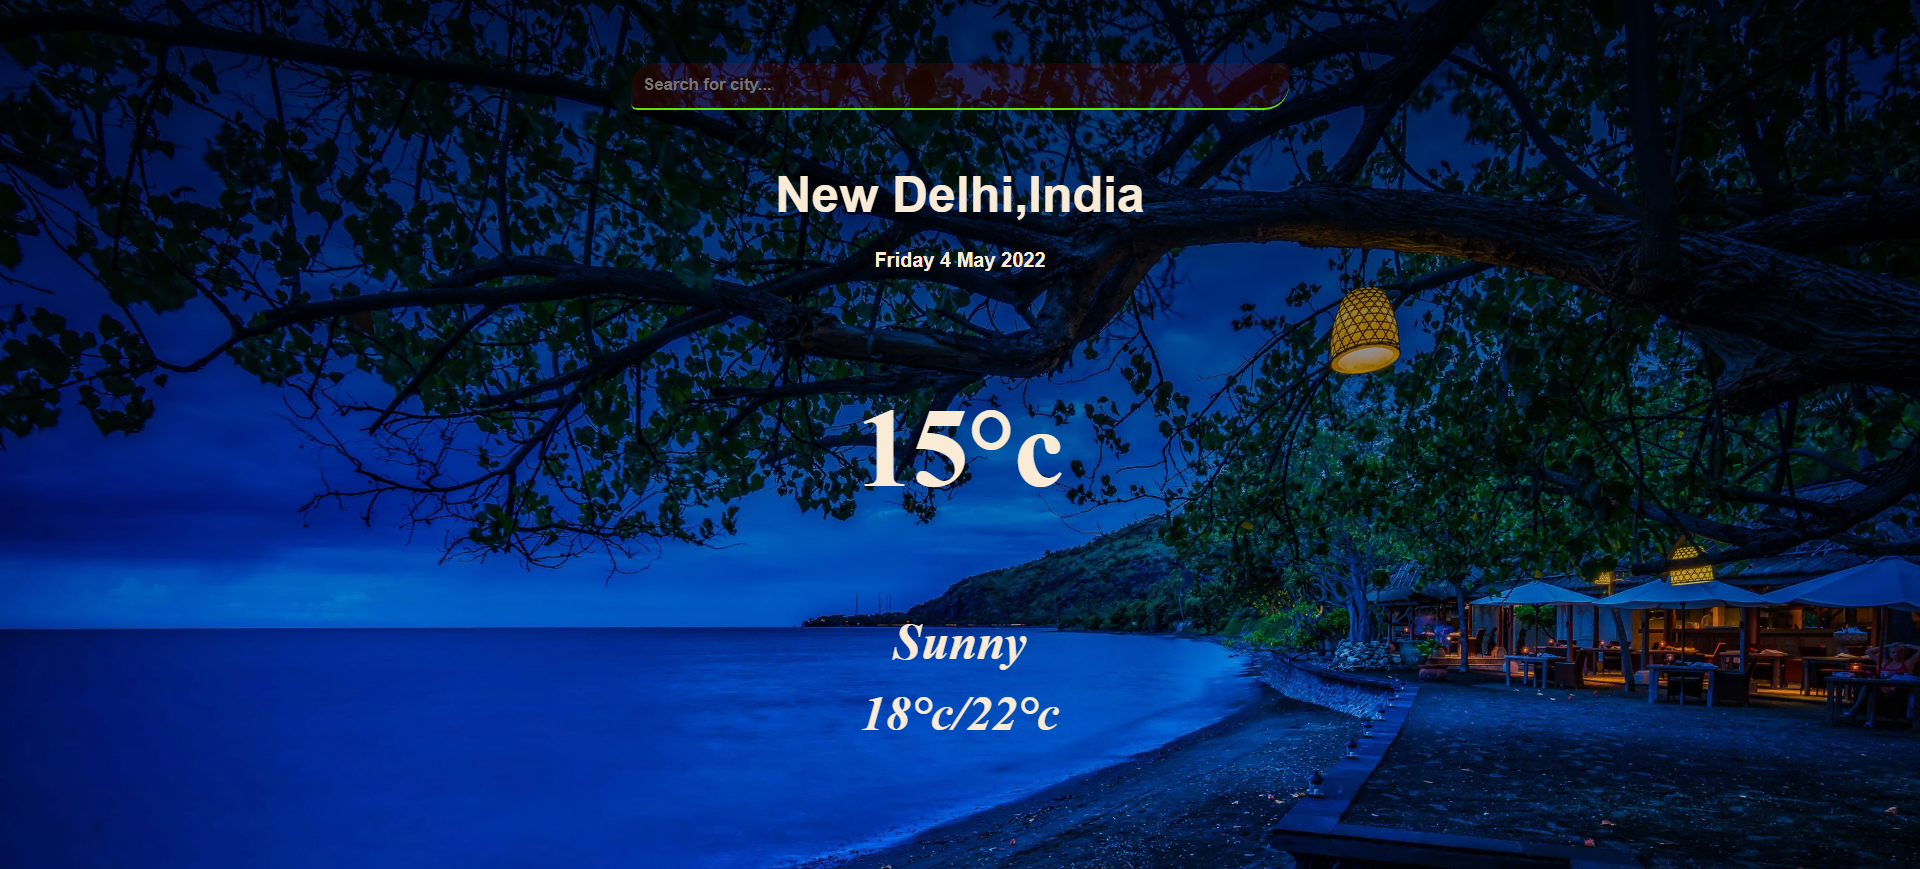 Search for city...
New Delhi,India
Friday 4 May 2022
15°c
Sunny
18°c/22°c